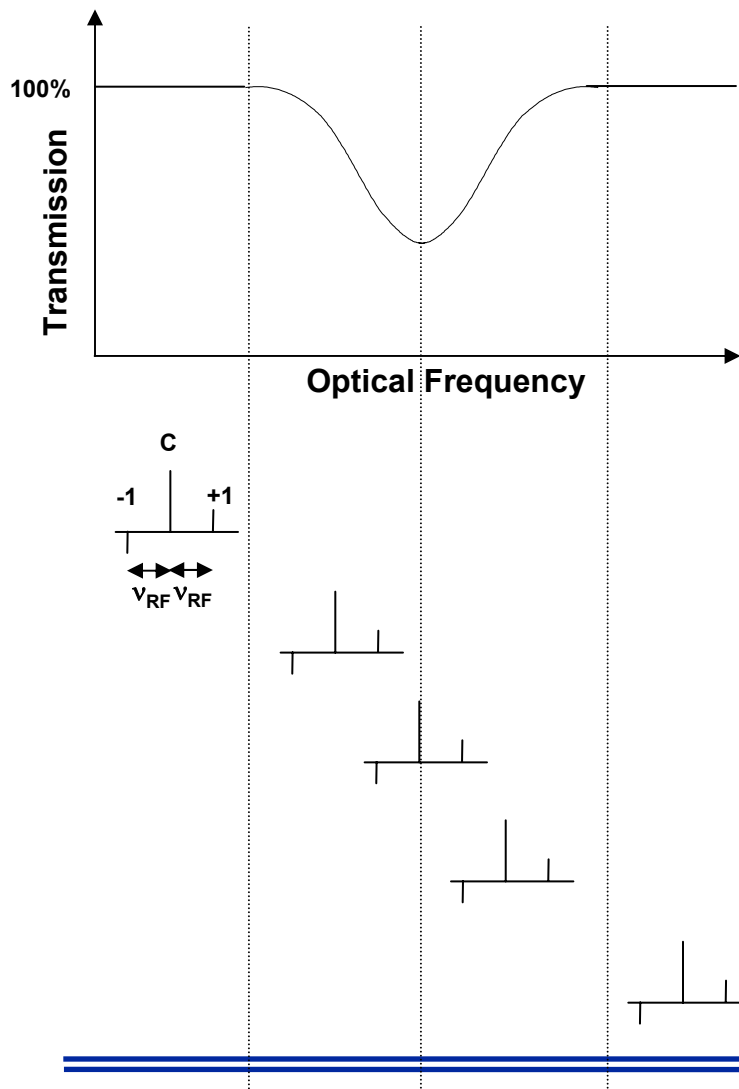 100%
Transmission
Optical Frequency
C
-1 +1
νRF νRF